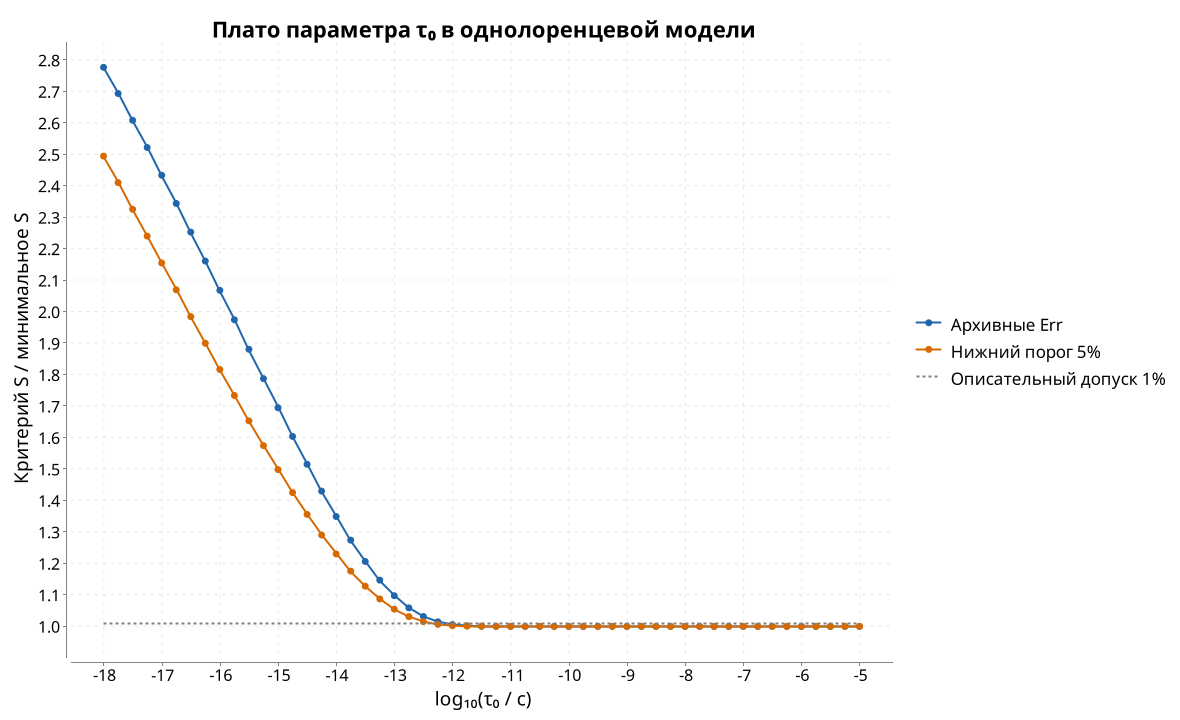 Плато параметра τ₀ в однолоренцевой модели
Критерий S / минимальное S
2.8
2.7
2.6
2.5
2.4
2.3
2.2
2.1
2.0
1.9
1.8
1.7
1.6
1.5
1.4
1.3
1.2
1.1
1.0
-18 -17 -16 -15 -14 -13 -12 -11 -10 -9 -8 -7 -6 -5
log₁₀(τ₀ / с)
Архивные Err
Нижний порог 5%
Описательный допуск 1%